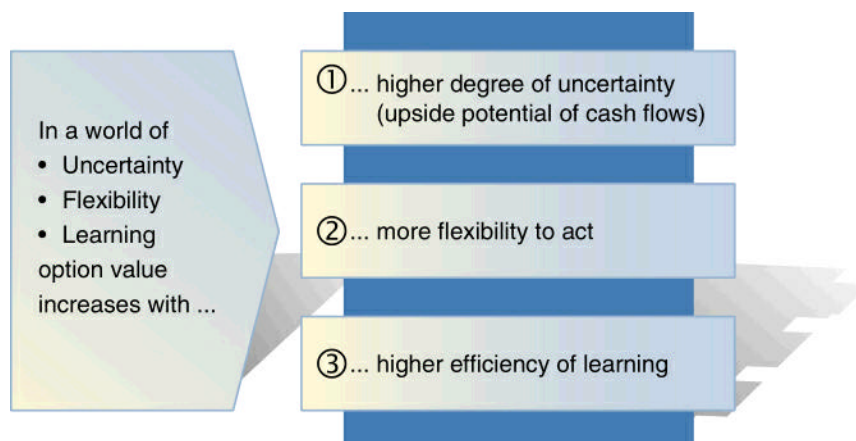 In a world of
• Uncertainty
• Flexibility
• Learning
option value
increases with ...
① ... higher degree of uncertainty
(upside potential of cash flows)
② ... more flexibility to act
③ ... higher efficiency of learning